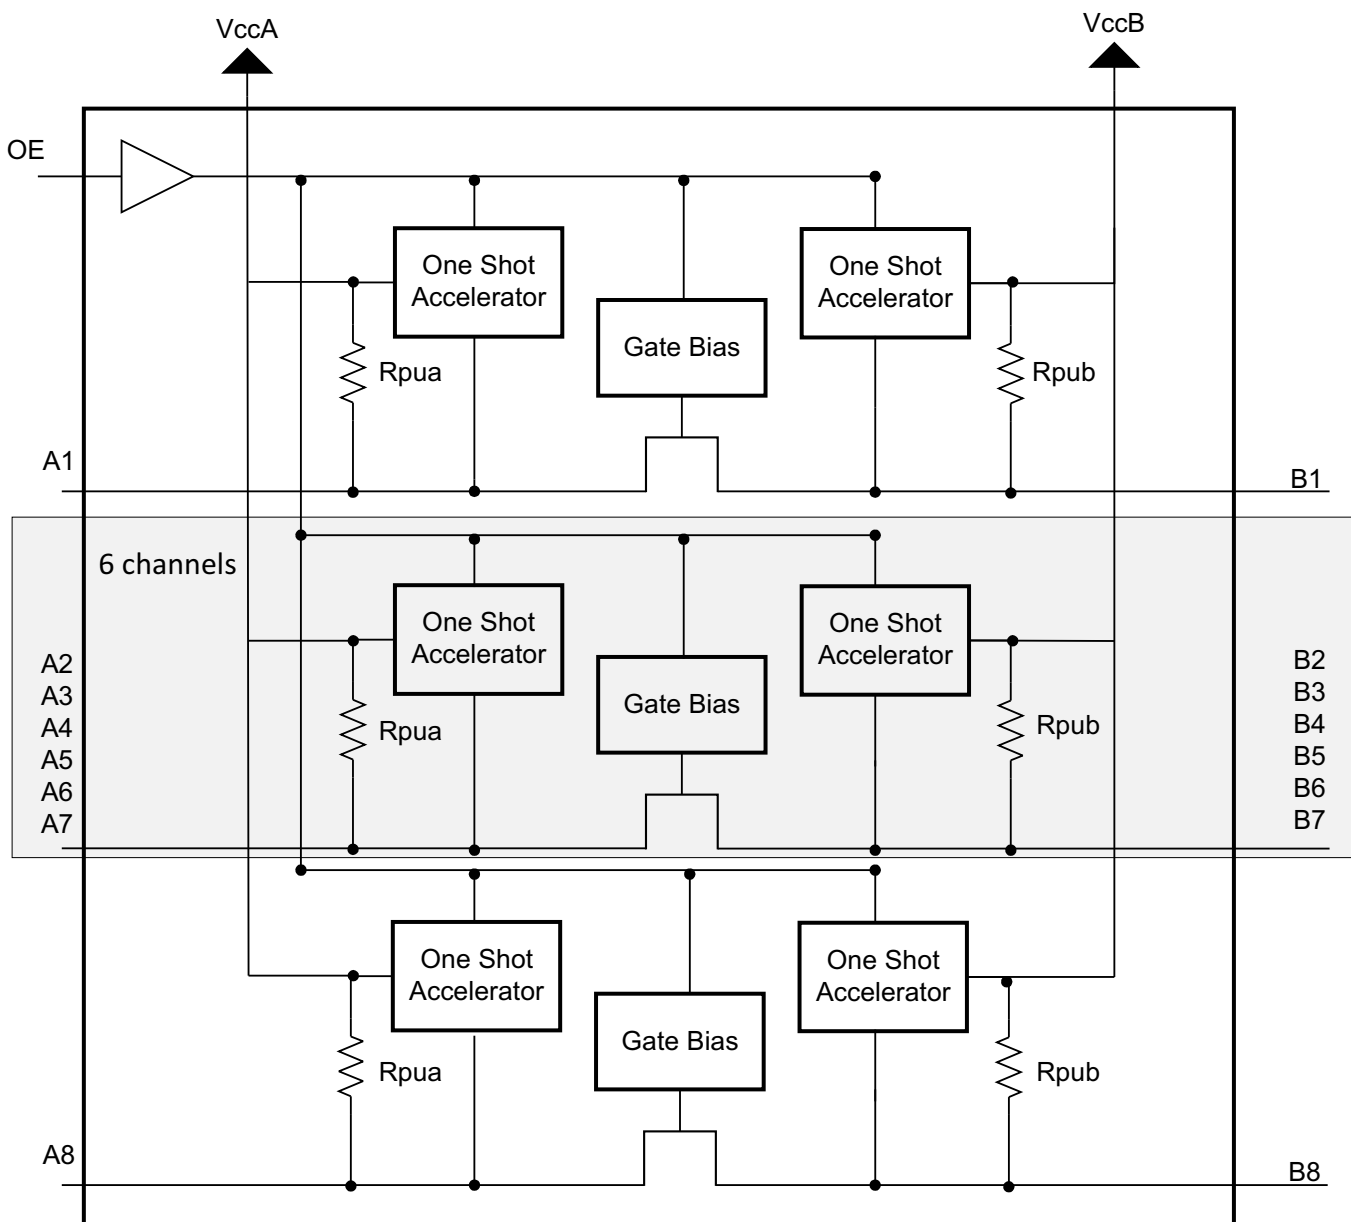 VccA
VccB
OE
One Shot
Accelerator
One Shot
Accelerator
Gate Bias
Rpua
Rpub
A1
B1
6 channels
One Shot
Accelerator
One Shot
Accelerator
A2
A3
A4
A5
A6
A7
Gate Bias
Rpua
Rpub
B2
B3
B4
B5
B6
B7
One Shot
Accelerator
One Shot
Accelerator
Gate Bias
Rpua
Rpub
A8
B8